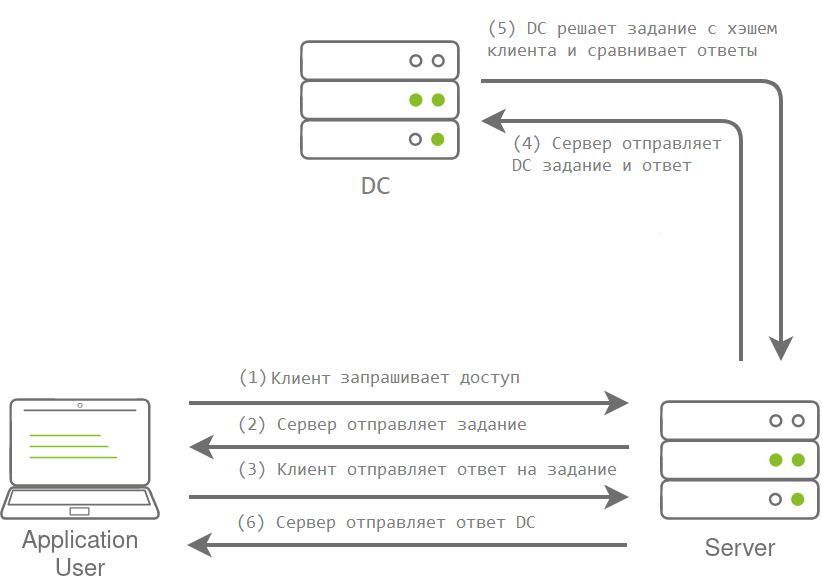 (5) DC решает задание с хэшем
клиента и сравнивает ответы
(4) Сервер отправляет
DC задание и ответ
DC
(1) Клиент запрашивает доступ
(2) Сервер отправляет задание
(3) Клиент отправляет ответ на задание
(6) Сервер отправляет ответ DC
Application
User
Server